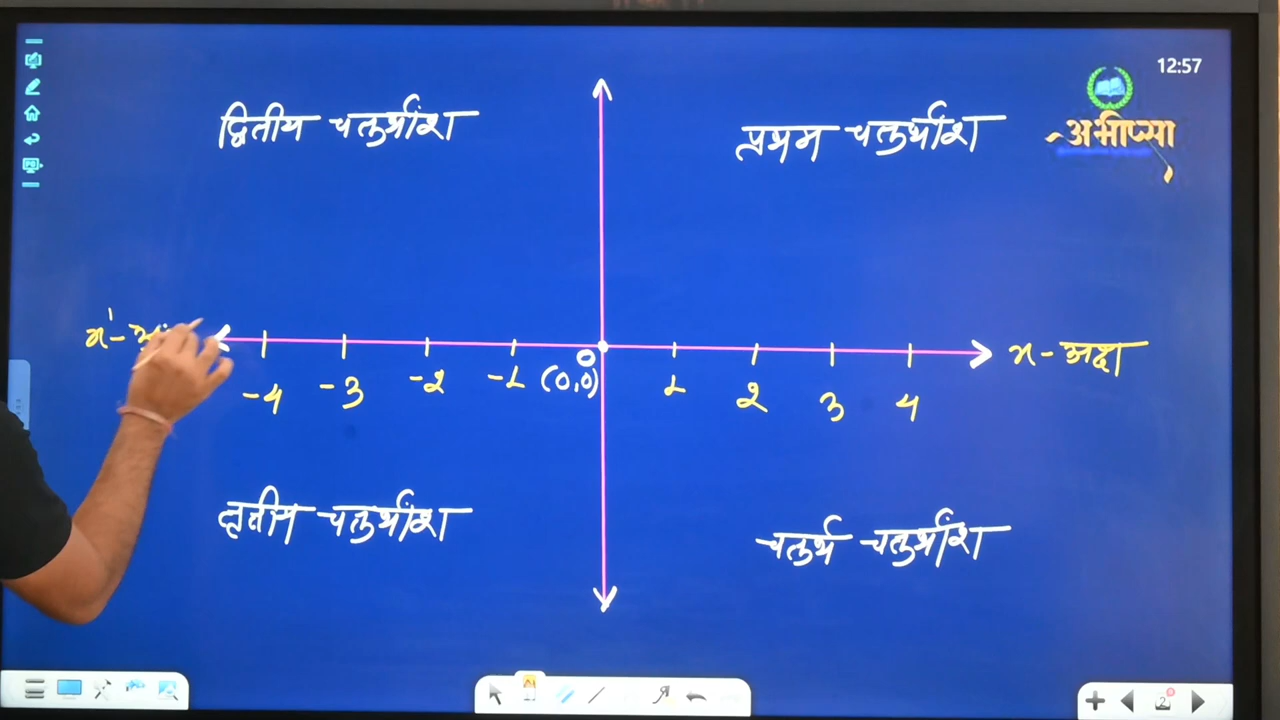 12:57
अभीप्सा
द्वितीय चतुर्थांश
प्रथम चतुर्थांश
x'-
x-अक्ष
0
-4 -3 -2 -1 (0,0) 1 2 3 4
तृतीय चतुर्थांश
चतुर्थ चतुर्थांश
2